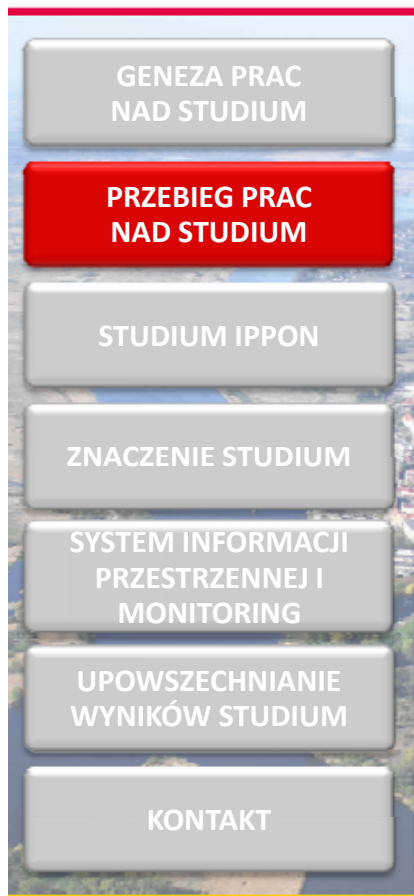 GENEZA PRAC
NAD STUDIUM
PRZEBIEG PRAC
NAD STUDIUM
STUDIUM IPPON
ZNACZENIE STUDIUM
SYSTEM INFORMACJI
PRZESTRZENNEJ I
MONITORING
UPOWSZECHNIANIE
WYNIKÓW STUDIUM
KONTAKT